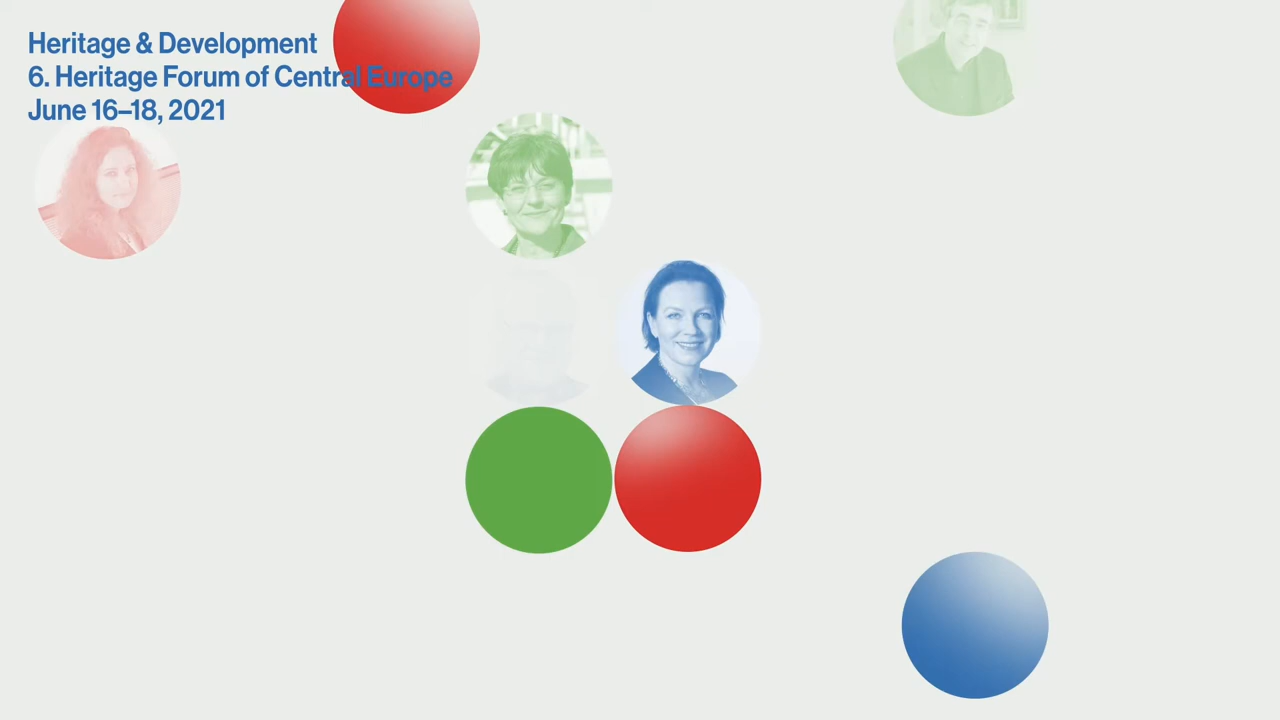 Heritage & Development
6. Heritage Forum of Central Europe
June 16–18, 2021